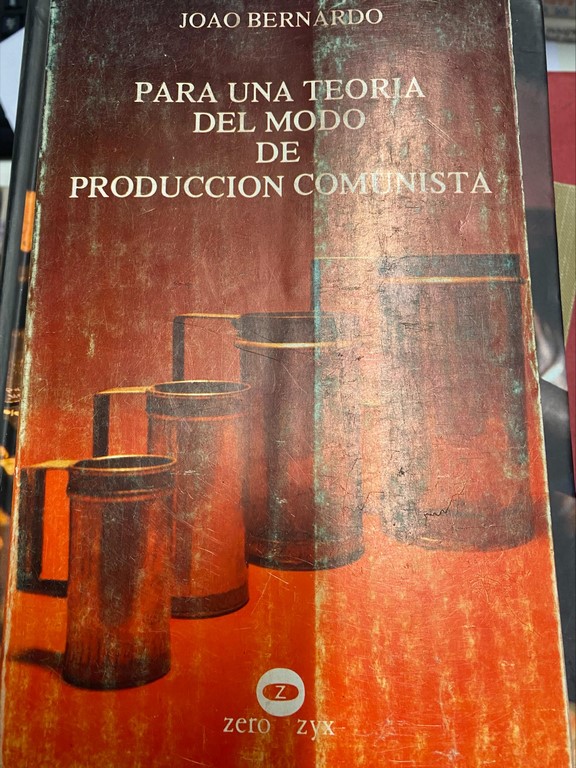 JOAO BERNARDO
PARA UNA TEORIA
DEL MODO
DE
PRODUCCION COMUNISTA
Z
zero zyx